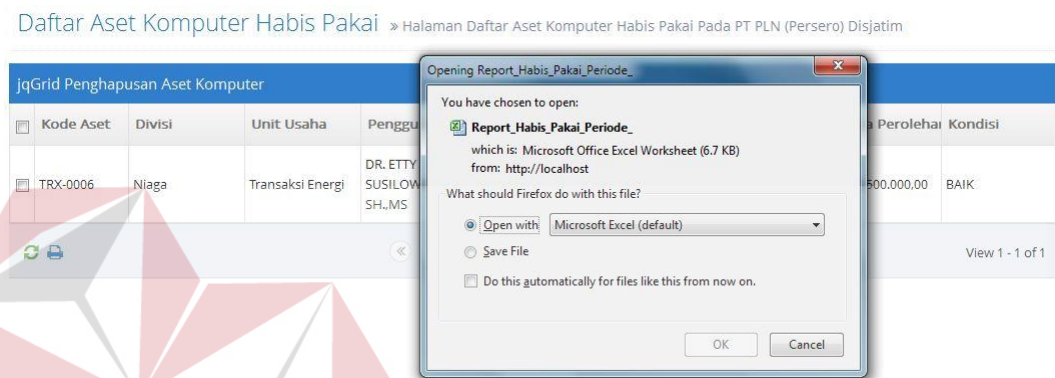 Daftar Aset Komputer Habis Pakai » Halaman Daftar Aset Komputer Habis Pakai Pada PT PLN (Persero) Disjatim
jqGrid Penghapusan Aset Komputer
Kode Aset Divisi Unit Usaha Perolehan Kondisi
TRX-0006 Niaga Transaksi Energi DR. ETTY
SH.,MS
500.000,00 BAIK
View 1 - 1 of 1
Opening Report_Habis_Pakai_Periode_
You have chosen to open:
Report_Habis_Pakai_Periode_
which is: Microsoft Office Excel Worksheet (6.7 KB)
from: http://localhost
What should Firefox do with this file?
Open with Microsoft Excel (default)
Save File
Do this automatically for files like this from now on.
OK Cancel